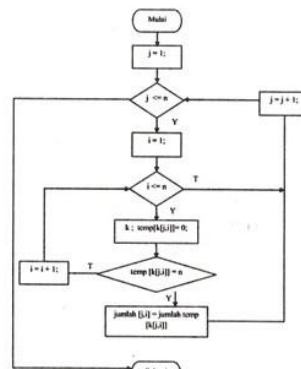 Mulai
j = 1;
j <= n
j = j + 1;
Y
i = 1;
i <= n
T
Y
k ; temp[k[j,i]]= 0;
i = i + 1;
T
temp [k[j,i]] = n
Y
jumlah [j,i] = jumlah temp
[k[j,i]]